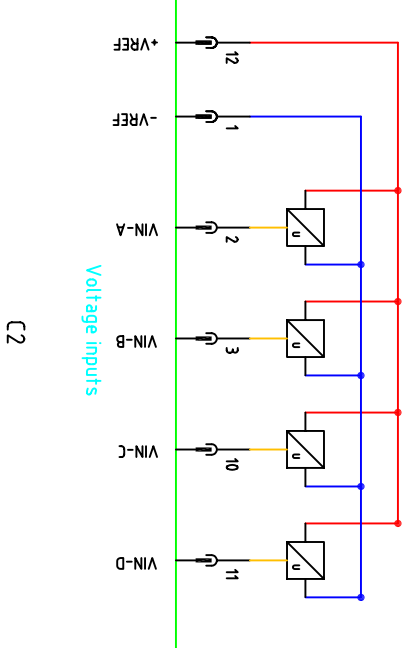 +VREF
12
-VREF
1
VIN-A
2
U
VIN-B
3
U
VIN-C
10
U
VIN-D
11
U
Voltage inputs
C2